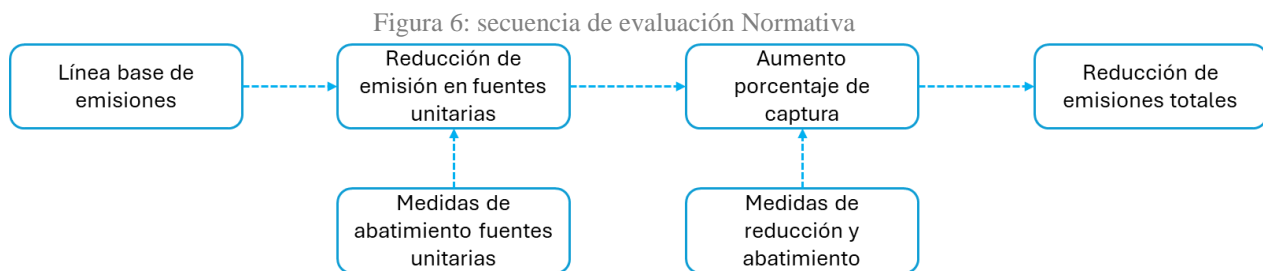 Figura 6: secuencia de evaluación Normativa
Línea base de
emisiones
Reducción de
emisión en fuentes
unitarias
Aumento
porcentaje de
captura
Reducción de
emisiones totales
Medidas de
abatimiento fuentes
unitarias
Medidas de
reducción y
abatimiento